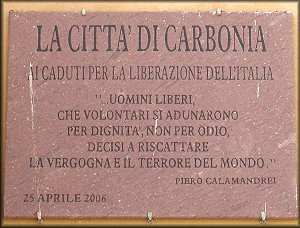 LA CITTA' DI CARBONIA
AI CADUTI PER LA LIBERAZIONE DELL'ITALIA
"UOMINI LIBERI,
CHE VOLONTARI SI ADUNARONO
PER DIGNITA', NON PER ODIO,
DECISI A RISCATTARE
LA VERGOGNA E IL TERRORE DEL MONDO."
PIERO CALAMANDREI
25 APRILE 2006